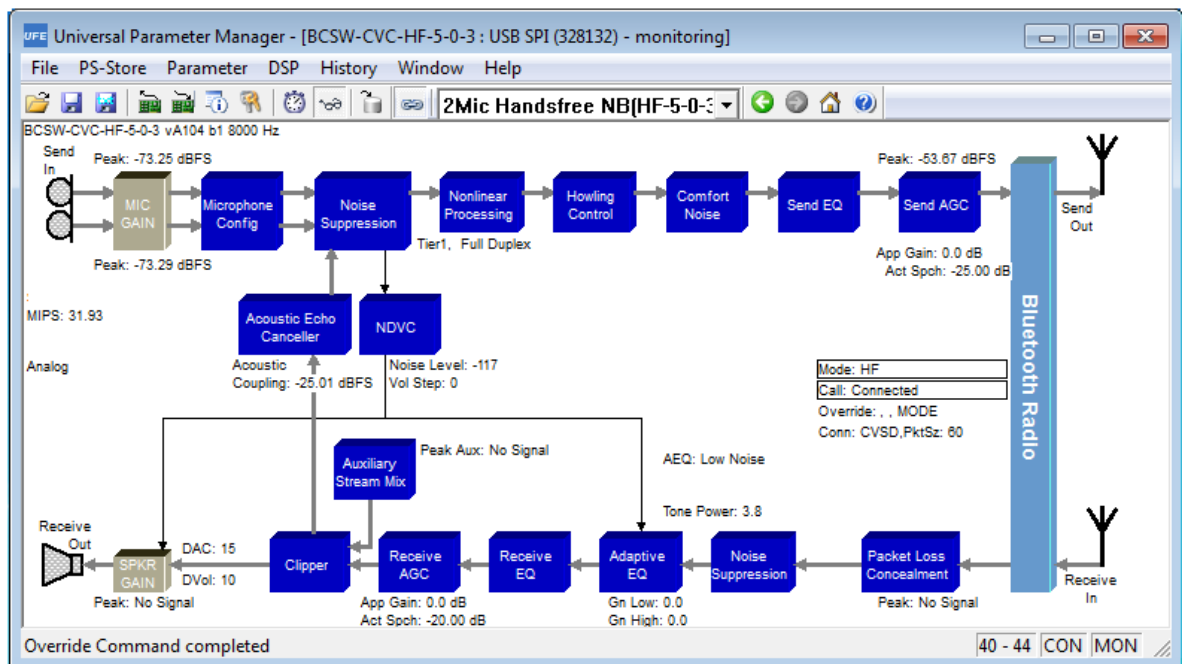 UFE Universal Parameter Manager - [BCSW-CVC-HF-5-0-3 : USB SPI (328132) - monitoring]
File PS-Store Parameter DSP History Window Help
2Mic Handsfree NB(HF-5-0-3
BCSW-CVC-HF-5-0-3 vA104 b1 8000 Hz
Send
In
Peak: -73.25 dBFS
Peak: -53.67 dBFS
MIC
GAIN
Microphone
Config
Noise
Suppression
Nonlinear
Processing
Howling
Control
Comfort
Noise
Send EQ
Send AGC
Send
Out
Tier1, Full Duplex
Peak: -73.29 dBFS
App Gain: 0.0 dB
Act Spch: -25.00 dB
:
MIPS: 31.93
Acoustic Echo
Canceller
NDVC
Bluetooth Radio
Analog
Acoustic
Coupling: -25.01 dBFS
Noise Level: -117
Vol Step: 0
Mode: HF
Call: Connected
Override: , , MODE
Conn: CVSD,PktSz: 60
Auxiliary
Stream Mix
Peak Aux: No Signal
AEQ: Low Noise
Tone Power: 3.8
Receive
Out
SPKR
GAIN
DAC: 15
DVol: 10
Clipper
Receive
AGC
Receive
EQ
Adaptive
EQ
Noise
Suppression
Packet Loss
Concealment
Receive
In
Peak: No Signal
App Gain: 0.0 dB
Act Spch: -20.00 dB
Gn Low: 0.0
Gn High: 0.0
Peak: No Signal
Override Command completed
40 - 44 CON MON